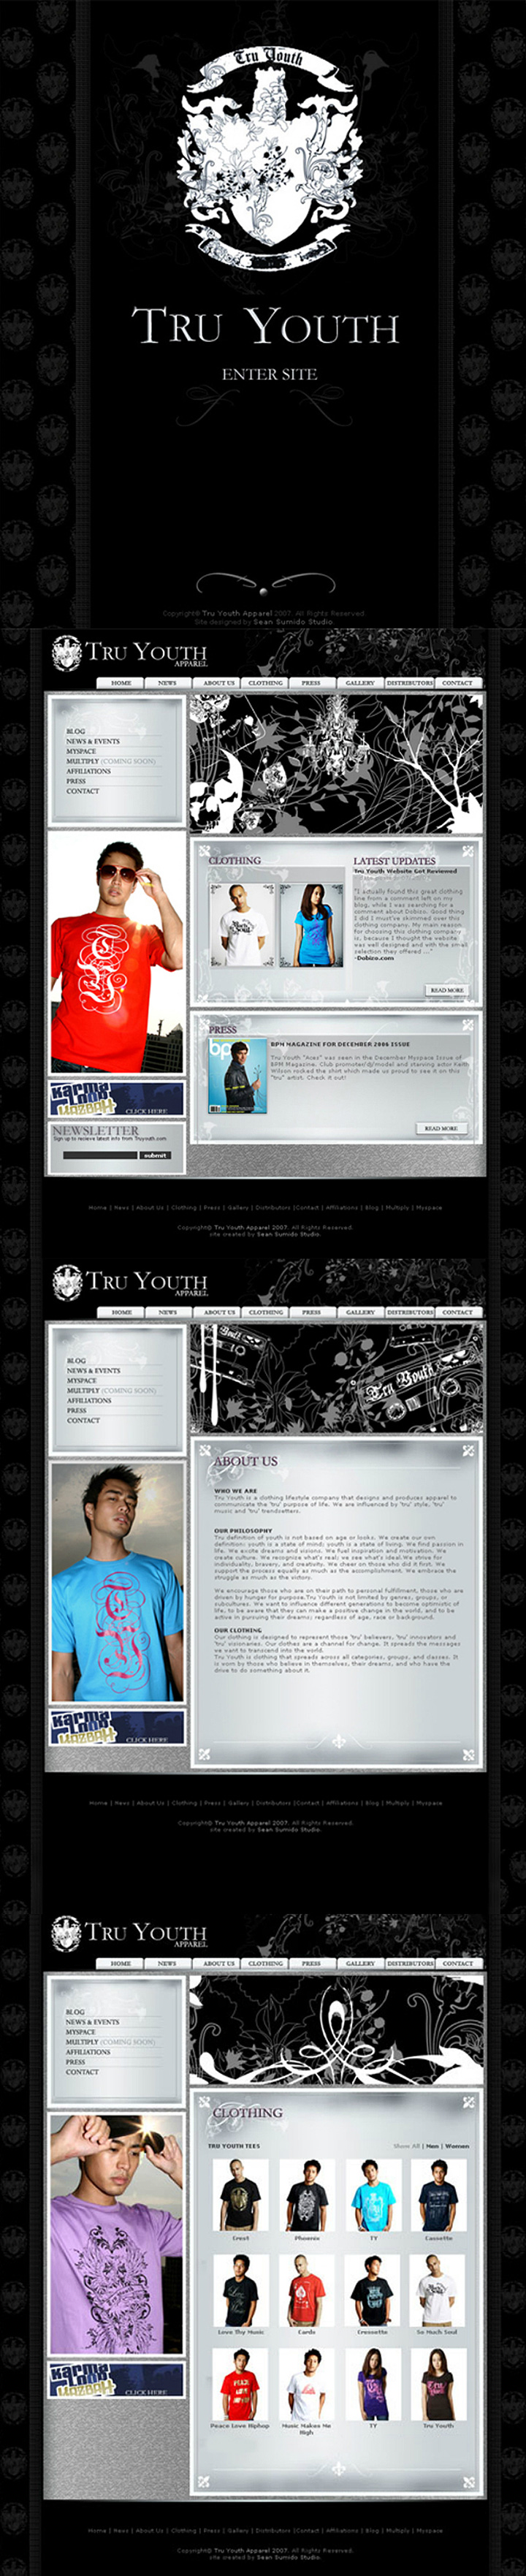 Tru Youth
TRU YOUTH
ENTER SITE
Copyright© Tru Youth Apparel 2007. All Rights Reserved.
Site designed by Sean Sumido Studio.
TRU YOUTH
APPAREL
HOME NEWS ABOUT US CLOTHING PRESS GALLERY DISTRIBUTORS CONTACT
BLOG
NEWS & EVENTS
MYSPACE
MULTIPLY (COMING SOON)
AFFILIATIONS
PRESS
CONTACT
CLOTHING
LATEST UPDATES
Tru Youth Website Get Reviewed
"I actually found this great clothing
line from a comment left on my
blog, while I was searching for a
comment about Dobizo. Good thing
I did I must've skimmed over this
clothing company. My main reason
for choosing this clothing company
is, because I thought the website
was well designed and with the small
selection they offered ..."
-Dobizo.com
READ MORE
PRESS
bp
BPM MAGAZINE FOR DECEMBER 2006 ISSUE
Tru Youth "Aces" was seen in the December Myspace Issue of
BPM Magazine. Club promoter/dj/model and starving actor Keith
Wilson rocked the shirt which made us proud to see it on this
"tru" artist. Check it out!
READ MORE
KARMA
LOOP
KAZBAH
CLICK HERE
NEWSLETTER
Sign up to recieve latest info from Truyouth.com
submit
Home | News | About Us | Clothing | Press | Gallery | Distributors |Contact | Affiliations | Blog | Multiply | Myspace
Copyright© Tru Youth Apparel 2007. All Rights Reserved.
site created by Sean Sumido Studio.
TRU YOUTH
APPAREL
HOME NEWS ABOUT US CLOTHING PRESS GALLERY DISTRIBUTORS CONTACT
BLOG
NEWS & EVENTS
MYSPACE
MULTIPLY (COMING SOON)
AFFILIATIONS
PRESS
CONTACT
Tru Youth
ABOUT US
WHO WE ARE
Tru Youth is a clothing lifestyle company that designs and produces apparel to
communicate the 'tru' purpose of life. We are influenced by 'tru' style, 'tru'
music and 'tru' trendsetters.
OUR PHILOSOPHY
Tru definition of youth is not based on age or looks. We create our own
definition: youth is a state of mind; youth is a state of living. We find passion in
life. We excite dreams and visions. We fuel inspiration and motivation. We
create culture. We recognize what's real; we see what's ideal.We strive for
individuality, bravery, and creativity. We cheer on those who did it first. We
support the process equally as much as the accomplishment. We embrace the
struggle as much as the victory.
We encourage those who are on their path to personal fulfillment, those who are
driven by hunger for purpose.Tru Youth is not limited by genres, groups, or
subcultures. We want to influence different generations to become optimistic of
life, to be aware that they can make a positive change in the world, and to be
active in pursuing their dreams; regardless of age, race or background.
OUR CLOTHING
Our clothing is designed to represent those 'tru' believers, 'tru' innovators and
'tru' visionaries. Our clothes are a channel for change. It spreads the messages
we want to transcend into the world.
Tru Youth is clothing that spreads across all categories, groups, and classes. It
is worn by those who believe in themselves, their dreams, and who have the
drive to do something about it.
KARMA
LOOP
KAZBAH
CLICK HERE
Home | News | About Us | Clothing | Press | Gallery | Distributors |Contact | Affiliations | Blog | Multiply | Myspace
Copyright© Tru Youth Apparel 2007. All Rights Reserved.
site created by Sean Sumido Studio.
TRU YOUTH
APPAREL
HOME NEWS ABOUT US CLOTHING PRESS GALLERY DISTRIBUTORS CONTACT
BLOG
NEWS & EVENTS
MYSPACE
MULTIPLY (COMING SOON)
AFFILIATIONS
PRESS
CONTACT
CLOTHING
TRU YOUTH TEES
Show All | Men | Women
Crest Phoenix TY Cassette
Love Thy Music Cards Cressette So Much Soul
Peace Love Hiphop Music Makes Me High TY Tru Youth
KARMA
LOOP
KAZBAH
CLICK HERE
Home | News | About Us | Clothing | Press | Gallery | Distributors |Contact | Affiliations | Blog | Multiply | Myspace
Copyright© Tru Youth Apparel 2007. All Rights Reserved.
site created by Sean Sumido Studio.